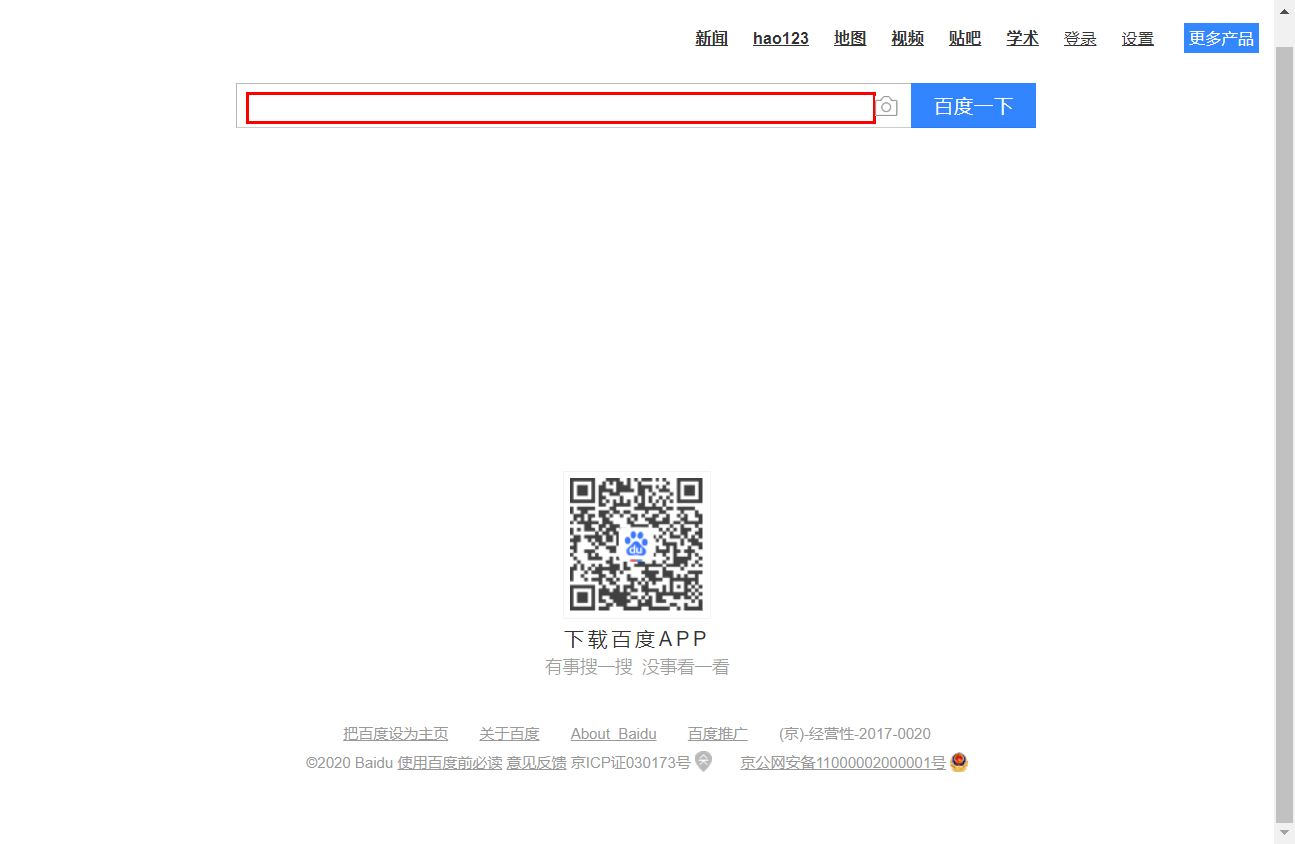 新闻 hao123 地图 视频 贴吧 学术 登录 设置 更多产品
百度一下
du
下载百度APP
有事搜一搜 没事看一看
把百度设为主页 关于百度 About Baidu 百度推广 (京)-经营性-2017-0020
©2020 Baidu 使用百度前必读 意见反馈 京ICP证030173号 京公网安备11000002000001号